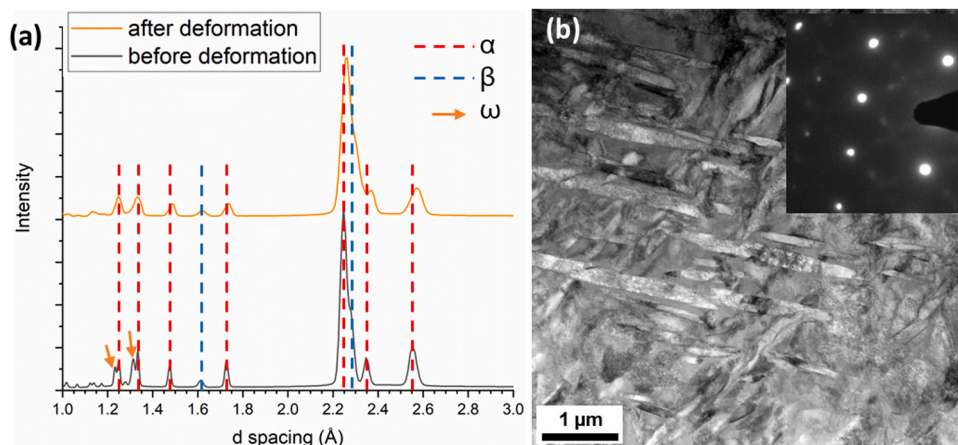 (a)
after deformation
before deformation
α
β
ω
Intensity
1.0 1.2 1.4 1.6 1.8 2.0 2.2 2.4 2.6 2.8 3.0
d spacing (Å)
(b)
1 µm